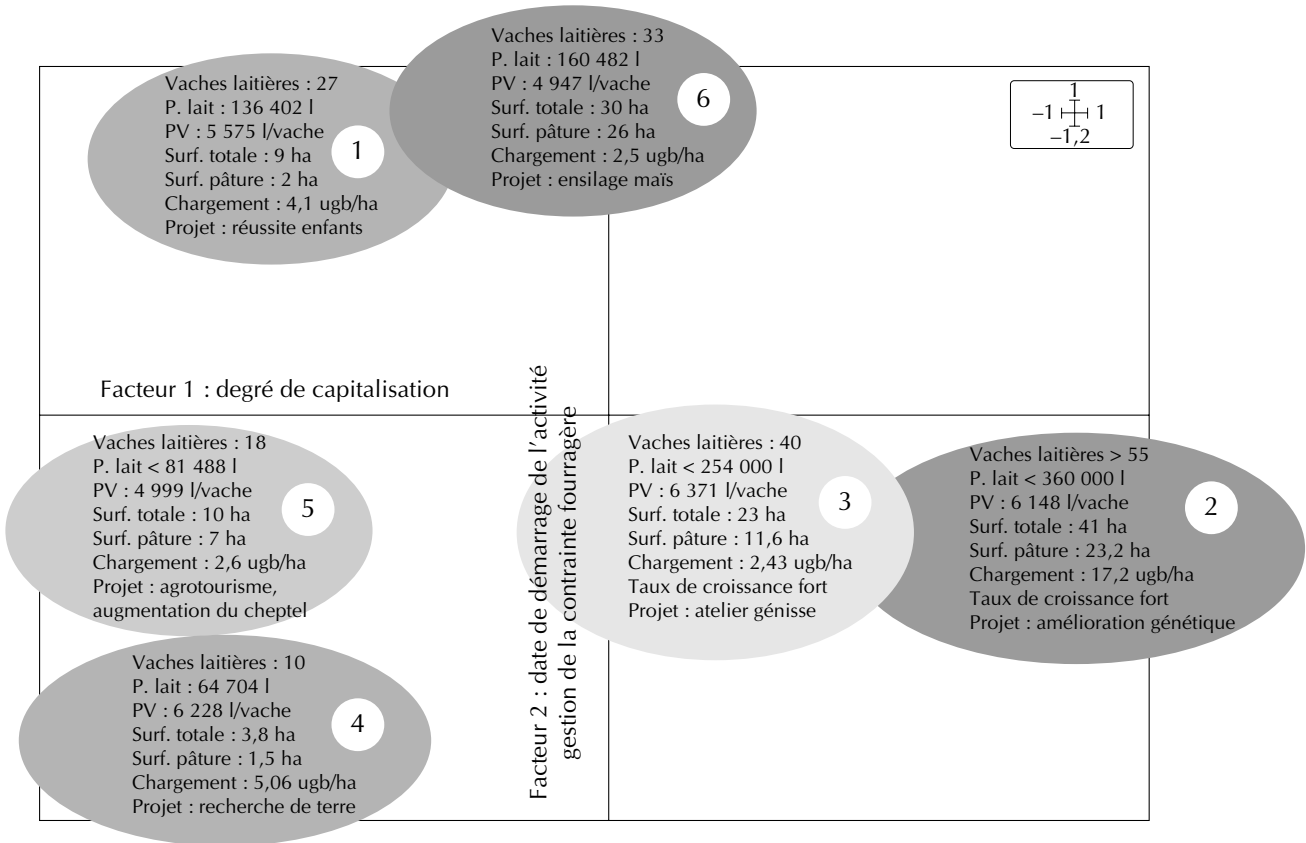 Vaches laitières : 27
P. lait : 136 402 l
PV : 5 575 l/vache
Surf. totale : 9 ha
Surf. pâture : 2 ha
Chargement : 4,1 ugb/ha
Projet : réussite enfants
1
Vaches laitières : 33
P. lait : 160 482 l
PV : 4 947 l/vache
Surf. totale : 30 ha
Surf. pâture : 26 ha
Chargement : 2,5 ugb/ha
Projet : ensilage maïs
6
1
–1
1
–1,2
Facteur 1 : degré de capitalisation
Facteur 2 : date de démarrage de l'activité
gestion de la contrainte fourragère
Vaches laitières : 18
P. lait < 81 488 l
PV : 4 999 l/vache
Surf. totale : 10 ha
Surf. pâture : 7 ha
Chargement : 2,6 ugb/ha
Projet : agrotourisme,
augmentation du cheptel
5
Vaches laitières : 40
P. lait < 254 000 l
PV : 6 371 l/vache
Surf. totale : 23 ha
Surf. pâture : 11,6 ha
Chargement : 2,43 ugb/ha
Taux de croissance fort
Projet : atelier génisse
3
Vaches laitières > 55
P. lait < 360 000 l
PV : 6 148 l/vache
Surf. totale : 41 ha
Surf. pâture : 23,2 ha
Chargement : 17,2 ugb/ha
Taux de croissance fort
Projet : amélioration génétique
2
Vaches laitières : 10
P. lait : 64 704 l
PV : 6 228 l/vache
Surf. totale : 3,8 ha
Surf. pâture : 1,5 ha
Chargement : 5,06 ugb/ha
Projet : recherche de terre
4